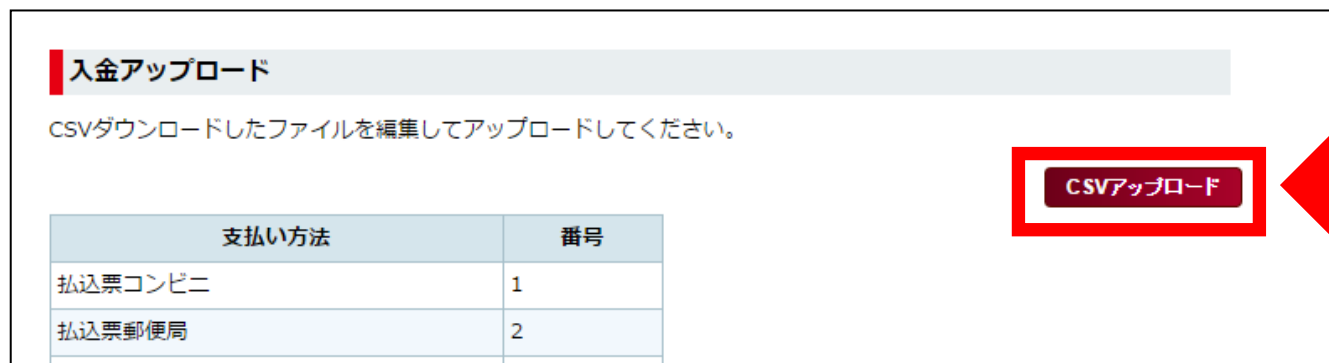 入金アップロード
CSVダウンロードしたファイルを編集してアップロードしてください。
CSVアップロード
支払い方法 番号
払込票コンビニ 1
払込票郵便局 2